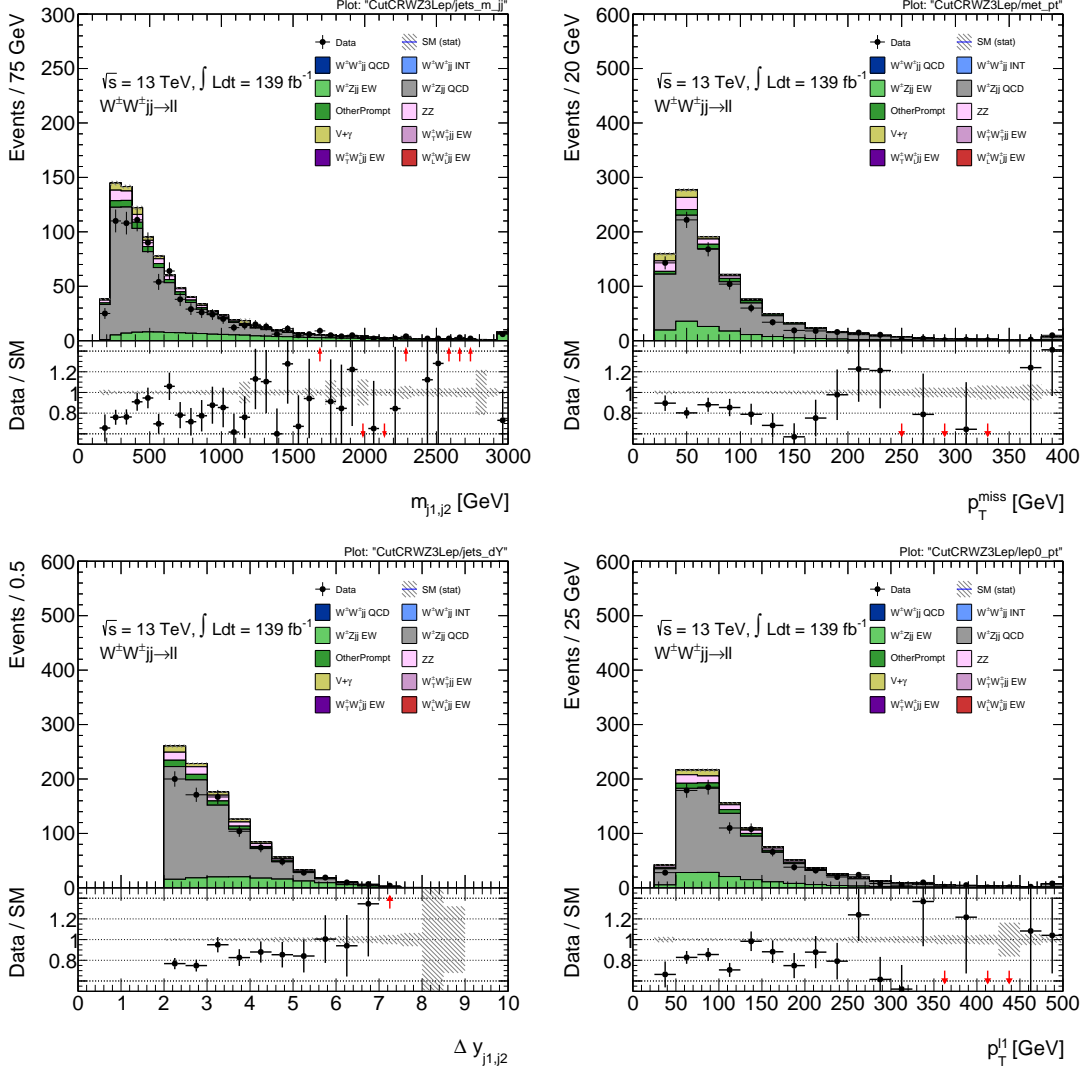 Plot: "CutCRWZ3Lep/jets_m_jj"
Events / 75 GeV
300
250
200
150
100
50
0
√s = 13 TeV, ∫ Ldt = 139 fb⁻¹
W±W±jj→ll
Data
SM (stat)
W±W±jj QCD
W±W±jj INT
W±Zjj EW
W±Zjj QCD
OtherPrompt
ZZ
V+γ
W±TW±Tjj EW
W±TW±Ljj EW
W±LW±Ljj EW
Data / SM
1.2
1
0.8
0 500 1000 1500 2000 2500 3000
m_j1,j2 [GeV]
Plot: "CutCRWZ3Lep/met_pt"
Events / 20 GeV
600
500
400
300
200
100
0
√s = 13 TeV, ∫ Ldt = 139 fb⁻¹
W±W±jj→ll
Data
SM (stat)
W±W±jj QCD
W±W±jj INT
W±Zjj EW
W±Zjj QCD
OtherPrompt
ZZ
V+γ
W±TW±Tjj EW
W±TW±Ljj EW
W±LW±Ljj EW
Data / SM
1.2
1
0.8
0 50 100 150 200 250 300 350 400
p_T^miss [GeV]
Plot: "CutCRWZ3Lep/jets_dY"
Events / 0.5
600
500
400
300
200
100
0
√s = 13 TeV, ∫ Ldt = 139 fb⁻¹
W±W±jj→ll
Data
SM (stat)
W±W±jj QCD
W±W±jj INT
W±Zjj EW
W±Zjj QCD
OtherPrompt
ZZ
V+γ
W±TW±Tjj EW
W±TW±Ljj EW
W±LW±Ljj EW
Data / SM
1.2
1
0.8
0 1 2 3 4 5 6 7 8 9 10
Δ y_j1,j2
Plot: "CutCRWZ3Lep/lep0_pt"
Events / 25 GeV
600
500
400
300
200
100
0
√s = 13 TeV, ∫ Ldt = 139 fb⁻¹
W±W±jj→ll
Data
SM (stat)
W±W±jj QCD
W±W±jj INT
W±Zjj EW
W±Zjj QCD
OtherPrompt
ZZ
V+γ
W±TW±Tjj EW
W±TW±Ljj EW
W±LW±Ljj EW
Data / SM
1.2
1
0.8
0 50 100 150 200 250 300 350 400 450 500
p_T^l1 [GeV]